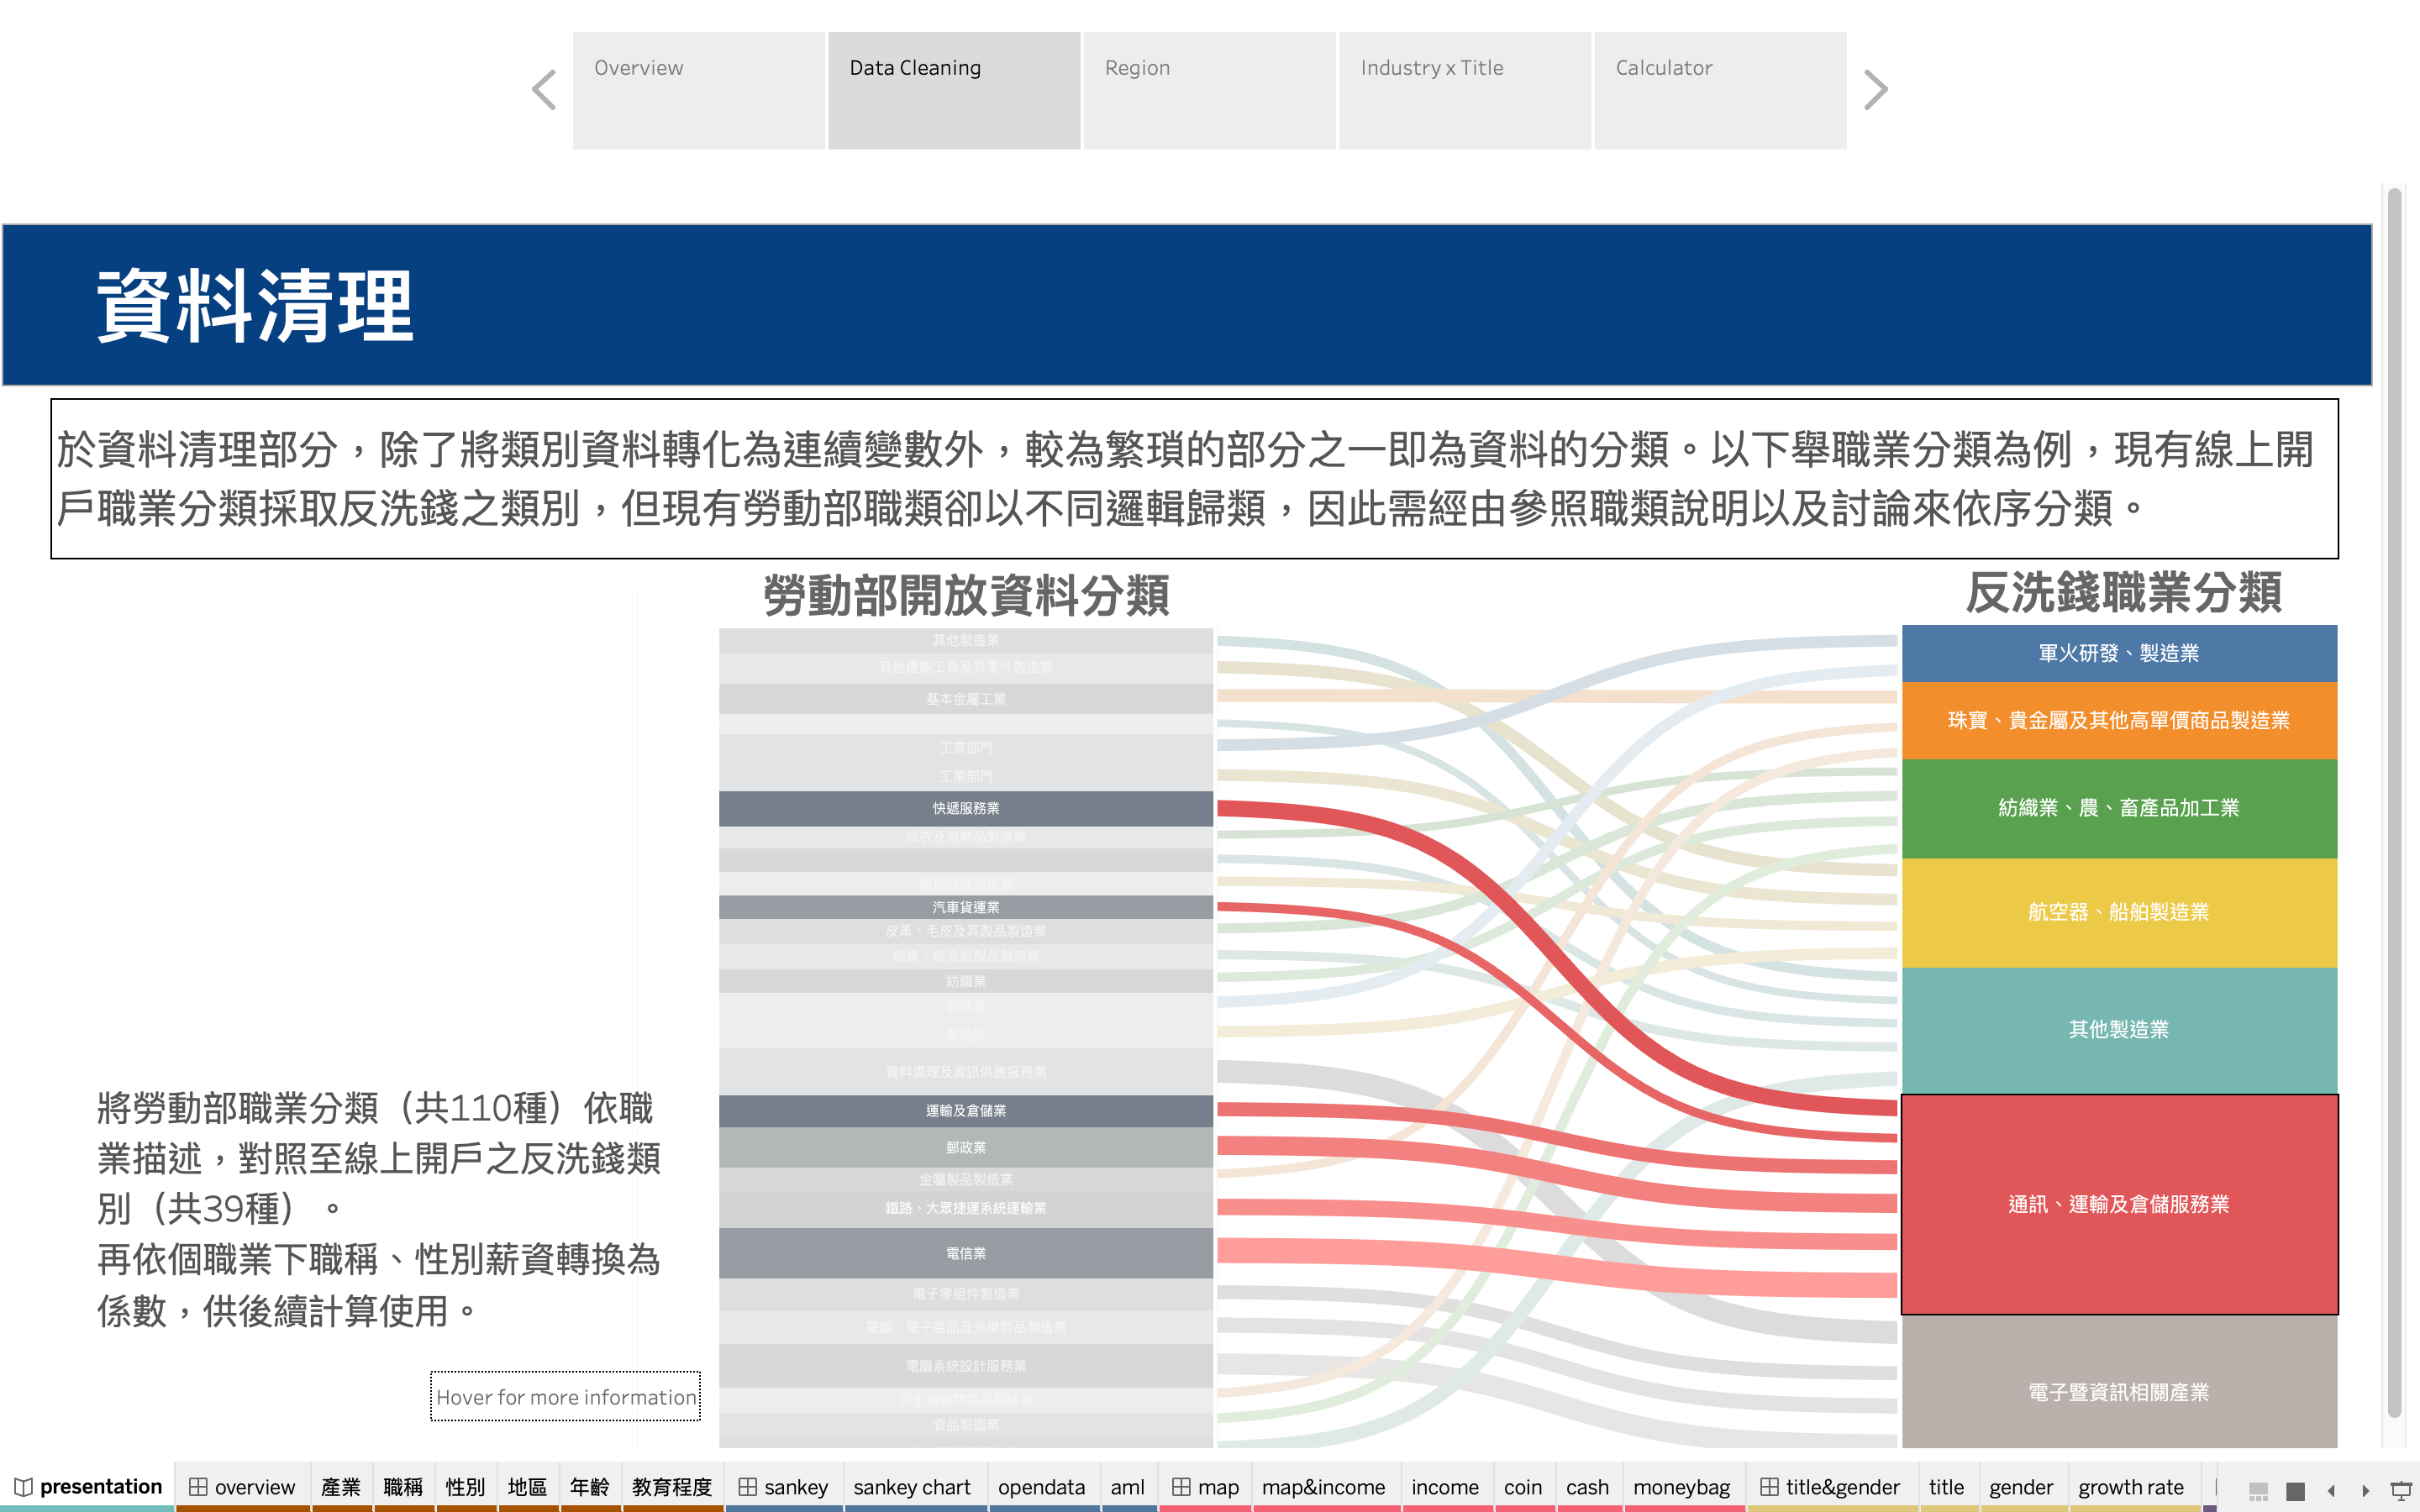 Overview
Data Cleaning
Region
Industry x Title
Calculator
資料清理
於資料清理部分，除了將類別資料轉化為連續變數外，較為繁瑣的部分之一即為資料的分類。以下舉職業分類為例，現有線上開
戶職業分類採取反洗錢之類別，但現有勞動部職類卻以不同邏輯歸類，因此需經由參照職類說明以及討論來依序分類。
勞動部開放資料分類
反洗錢職業分類
其他製造業
其他運輸工具及其零件製造業
基本金屬工業
工業部門
工業部門
快遞服務業
成衣及服飾品製造業
機械設備製造業
汽車貨運業
皮革、毛皮及其製品製造業
紙漿、紙及紙製品製造業
紡織業
製造業
製造業
資料處理及資訊供應服務業
運輸及倉儲業
郵政業
金屬製品製造業
鐵路、大眾捷運系統運輸業
電信業
電子零組件製造業
電腦、電子產品及光學製品製造業
電腦系統設計服務業
非金屬礦物製品製造業
食品製造業
軍火研發、製造業
珠寶、貴金屬及其他高單價商品製造業
紡織業、農、畜產品加工業
航空器、船舶製造業
其他製造業
通訊、運輸及倉儲服務業
電子暨資訊相關產業
將勞動部職業分類（共110種）依職
業描述，對照至線上開戶之反洗錢類
別（共39種）。
再依個職業下職稱、性別薪資轉換為
係數，供後續計算使用。
Hover for more information
presentation
overview
產業
職稱
性別
地區
年齡
教育程度
sankey
sankey chart
opendata
aml
map
map&income
income
coin
cash
moneybag
title&gender
title
gender
growth rate